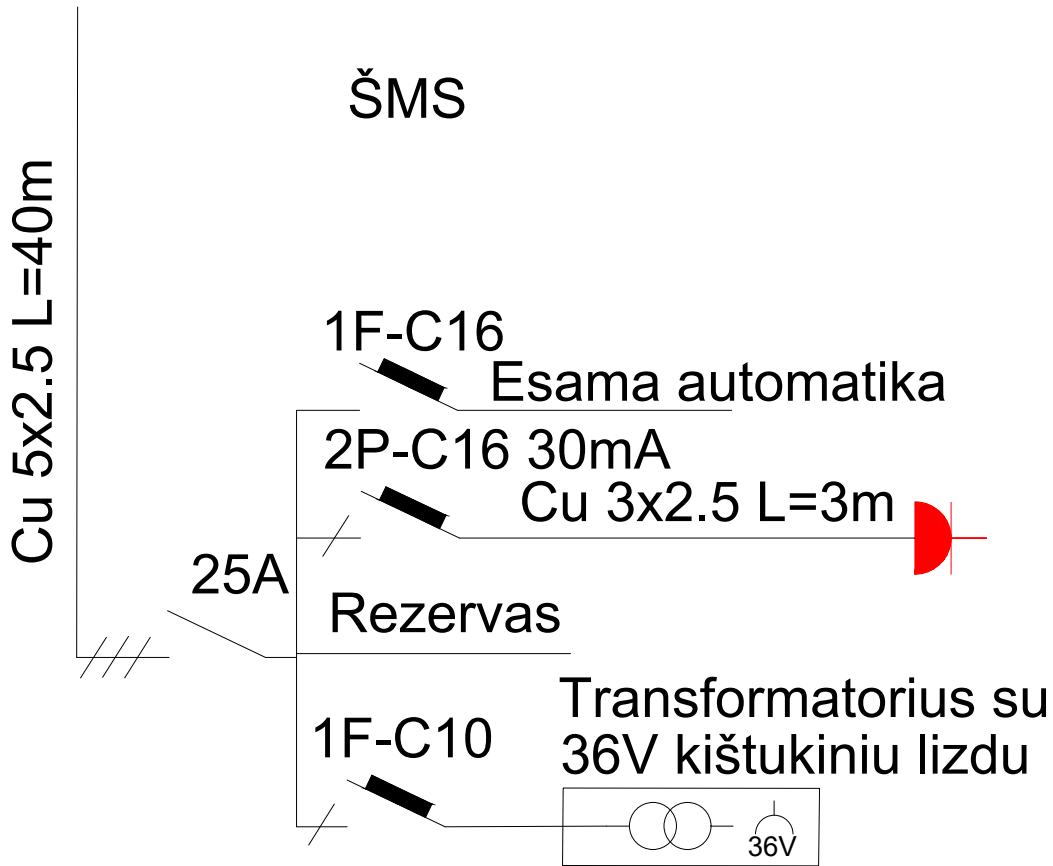 ŠMS
Cu 5x2.5 L=40m
1F-C16
Esama automatika
2P-C16 30mA
Cu 3x2.5 L=3m
25A
Rezervas
1F-C10
Transformatorius su
36V kištukiniu lizdu
36V